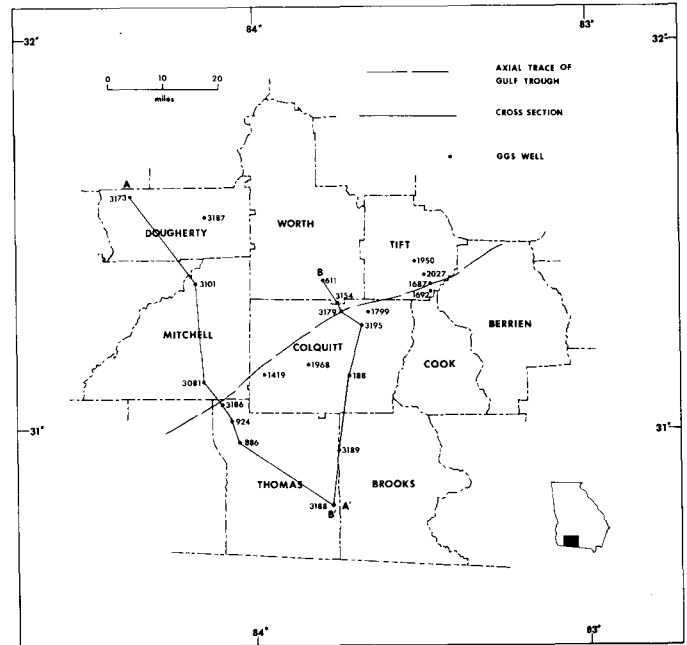 84°
83°
32°
32°
0 10 20
miles
AXIAL TRACE OF
GULF TROUGH
CROSS SECTION
GGS WELL
A
3173
3187
DOUGHERTY
WORTH
TIFT
1950
B
611
2027
1687
1692
3101
3154
3179
1799
3195
BERRIEN
MITCHELL
COLQUITT
COOK
1968
188
1419
3081
3186
924
31°
31°
886
3189
THOMAS
BROOKS
3188
B' A'
84°
83°